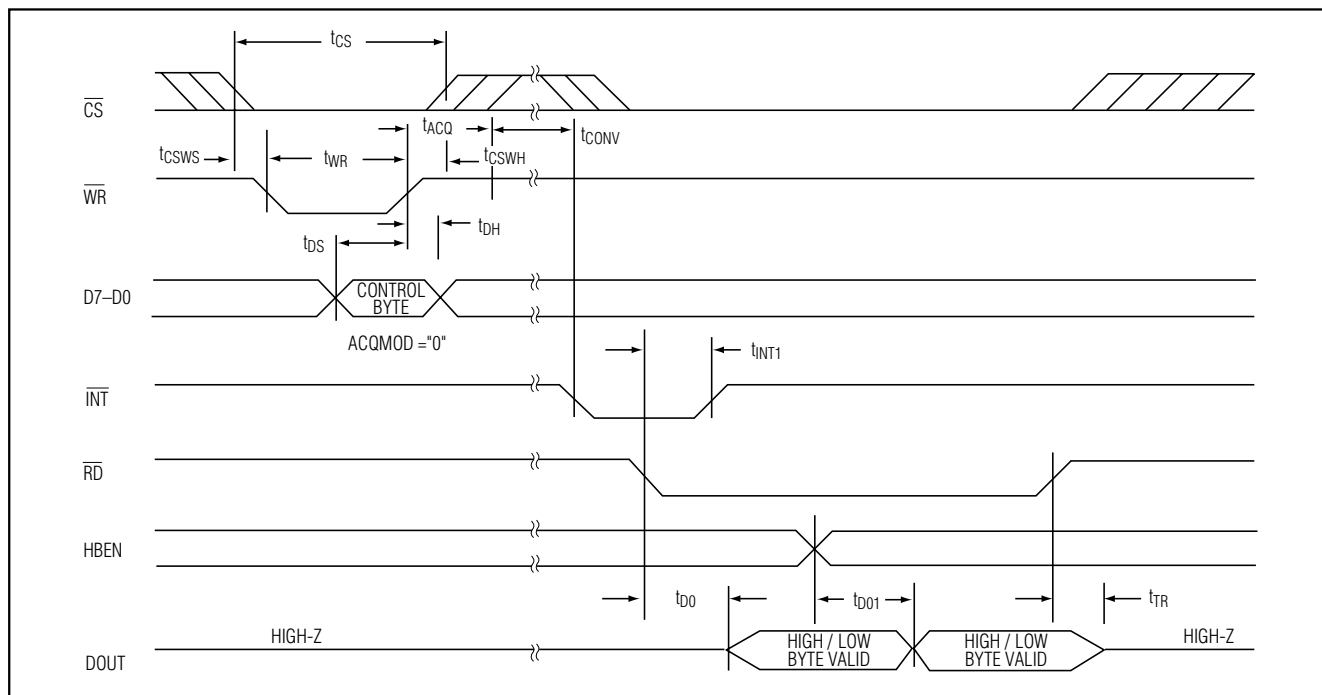 tCS
CS
tACQ
tCONV
tCSWS
tWR
tCSWH
WR
tDH
tDS
D7–D0
CONTROL
BYTE
ACQMOD ="0"
tINT1
INT
RD
HBEN
tD0
tD01
tTR
HIGH-Z
HIGH / LOW
BYTE VALID
HIGH / LOW
BYTE VALID
HIGH-Z
DOUT